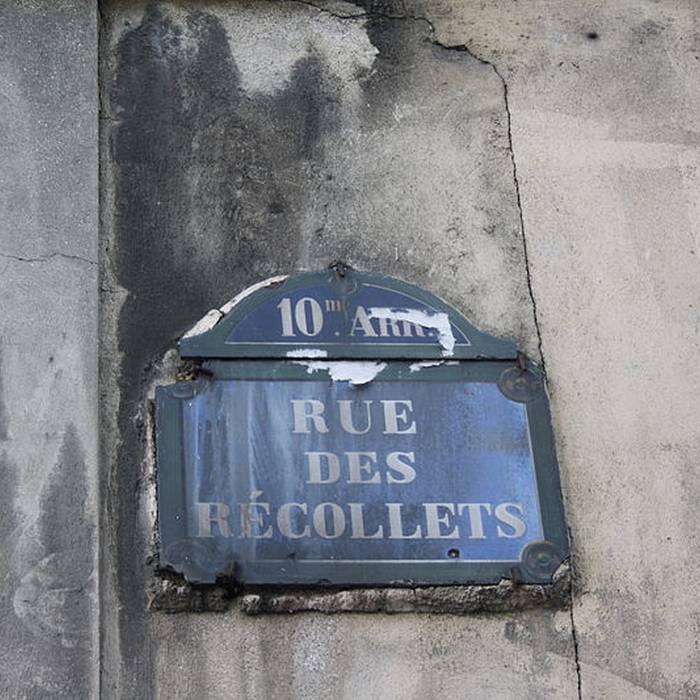 10me. ARR.
RUE
DES
RÉCOLLETS